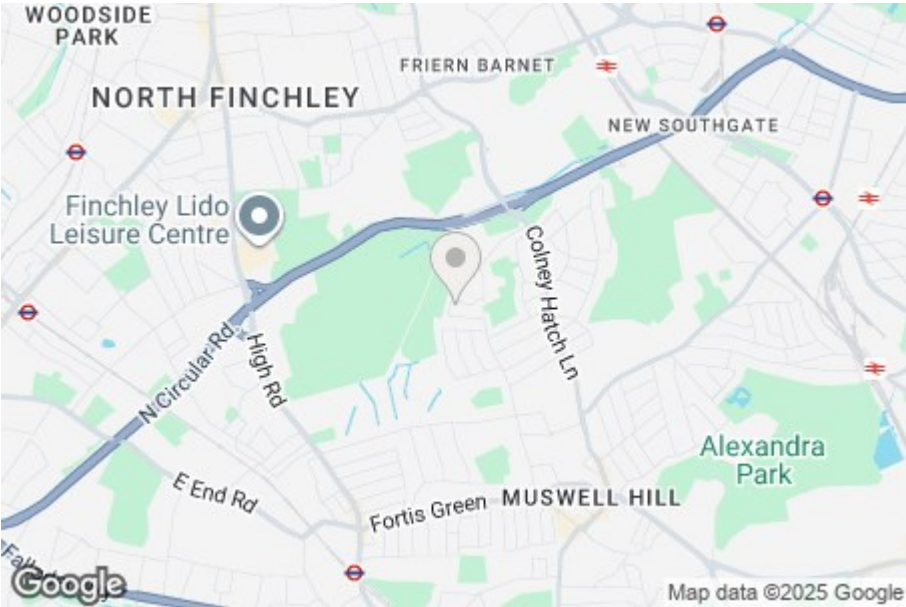 WOODSIDE
PARK
FRIERN BARNET
NORTH FINCHLEY
NEW SOUTHGATE
Finchley Lido
Leisure Centre
Colney Hatch Ln
N Circular Rd
High Rd
Alexandra
Park
E End Rd
Fortis Green
MUSWELL HILL
Google
Map data ©2025 Google